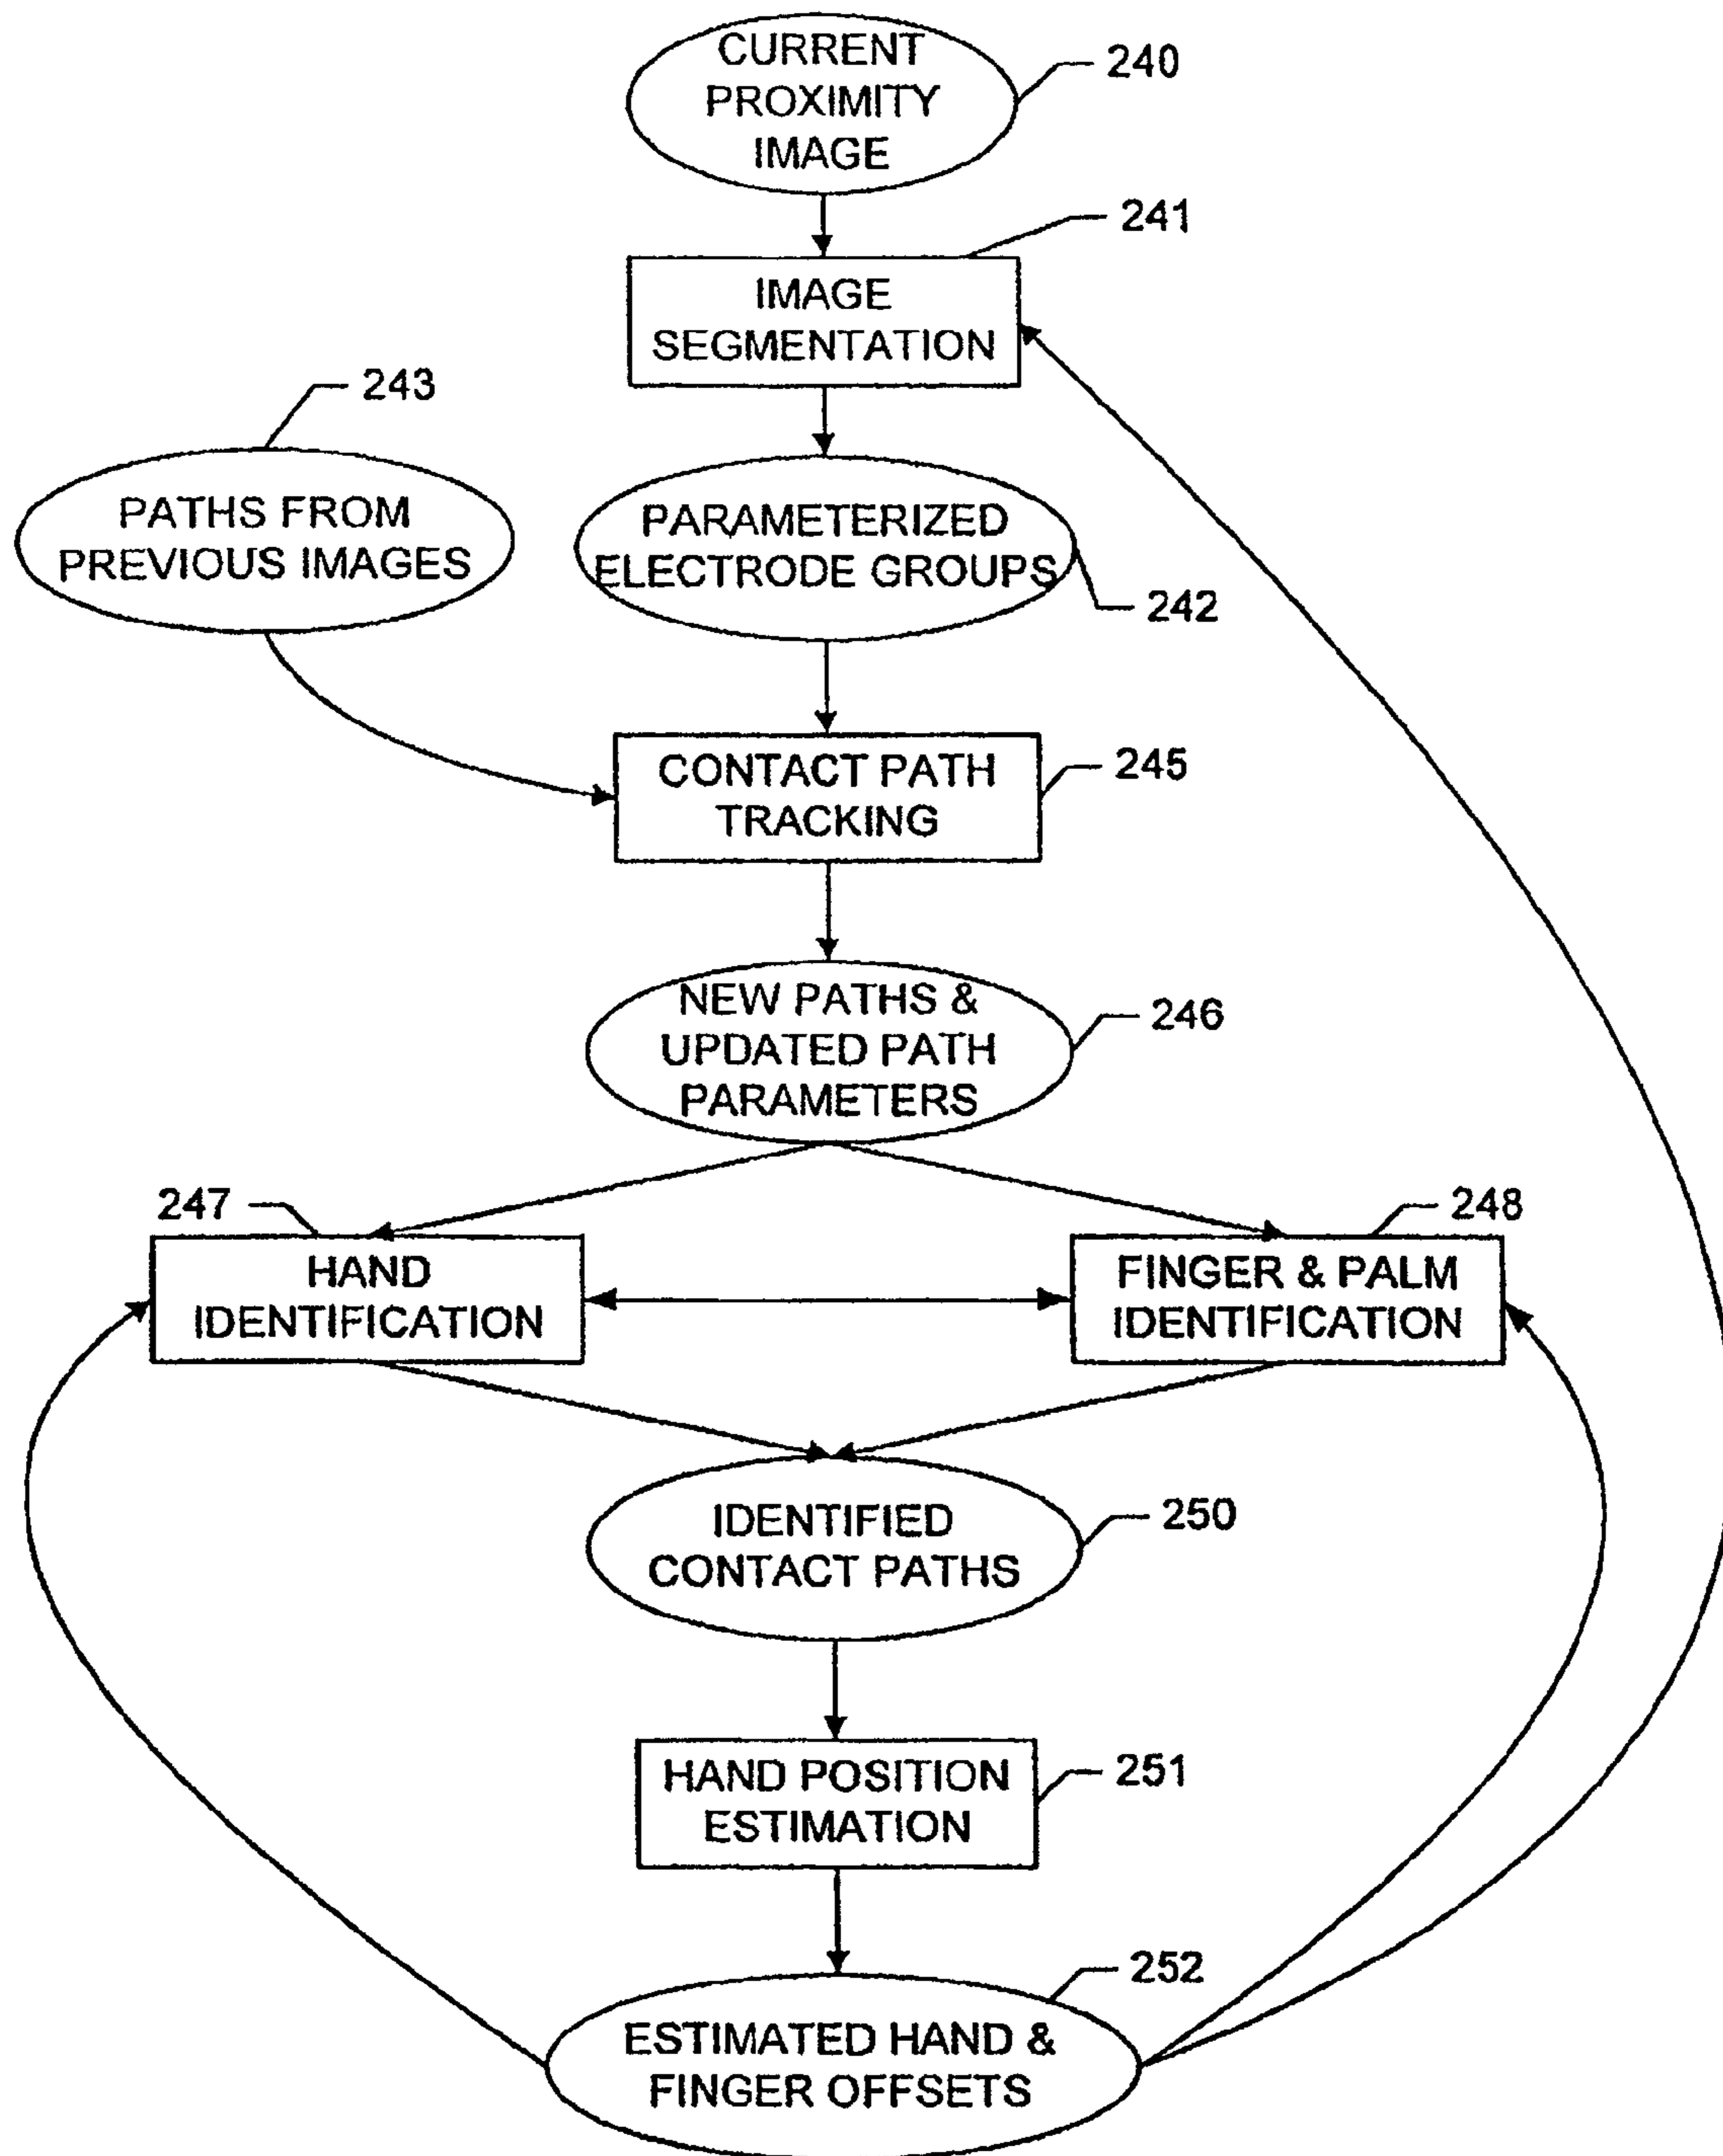 CURRENT
PROXIMITY
IMAGE
240
241
IMAGE
SEGMENTATION
243
PATHS FROM
PREVIOUS IMAGES
PARAMETERIZED
ELECTRODE GROUPS
242
CONTACT PATH
TRACKING
245
NEW PATHS &
UPDATED PATH
PARAMETERS
246
247
HAND
IDENTIFICATION
248
FINGER & PALM
IDENTIFICATION
IDENTIFIED
CONTACT PATHS
250
HAND POSITION
ESTIMATION
251
252
ESTIMATED HAND &
FINGER OFFSETS